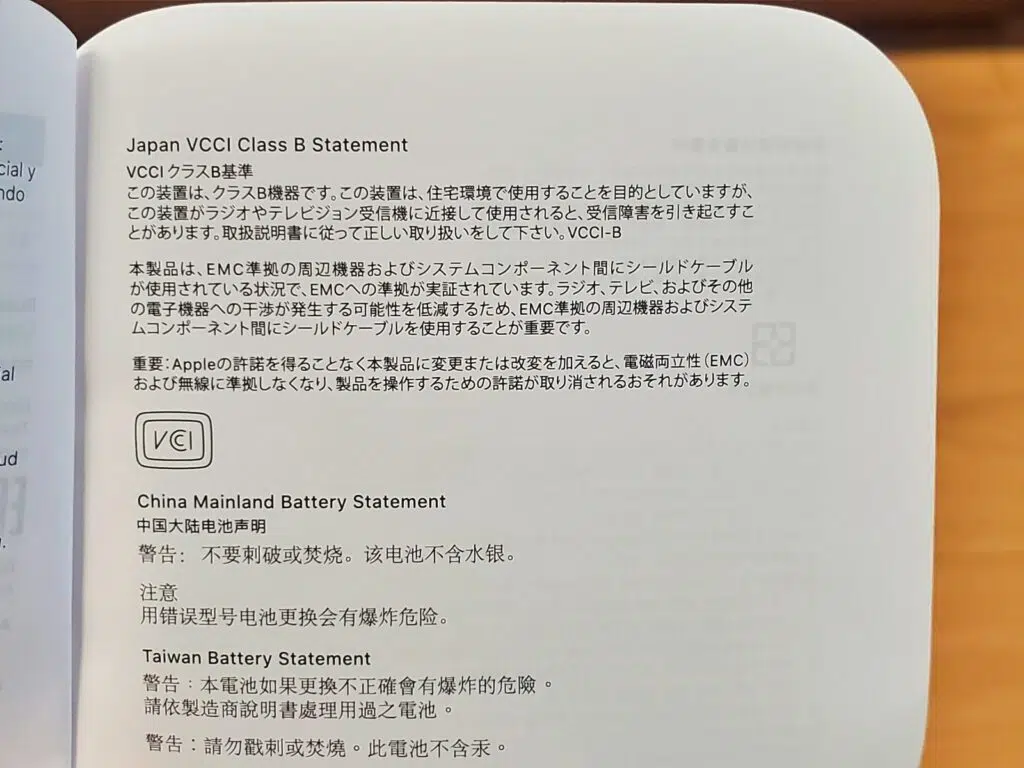 cial y
ndo
al
ud
Japan VCCI Class B Statement
VCCI クラスB基準
この装置は、クラスB機器です。この装置は、住宅環境で使用することを目的としていますが、
この装置がラジオやテレビジョン受信機に近接して使用されると、受信障害を引き起こすこ
とがあります。取扱説明書に従って正しい取り扱いをして下さい。VCCI-B
本製品は、EMC準拠の周辺機器およびシステムコンポーネント間にシールドケーブル
が使用されている状況で、EMCへの準拠が実証されています。ラジオ、テレビ、およびその他
の電子機器への干渉が発生する可能性を低減するため、EMC準拠の周辺機器およびシステ
ムコンポーネント間にシールドケーブルを使用することが重要です。
重要：Appleの許諾を得ることなく本製品に変更または改変を加えると、電磁両立性（EMC）
および無線に準拠しなくなり、製品を操作するための許諾が取り消されるおそれがあります。
VCCI
China Mainland Battery Statement
中国大陆电池声明
警告： 不要刺破或焚烧。该电池不含水银。
注意
用错误型号电池更换会有爆炸危险。
Taiwan Battery Statement
警告：本電池如果更換不正確會有爆炸的危險。
請依製造商說明書處理用過之電池。
警告：請勿戳刺或焚燒。此電池不含汞。